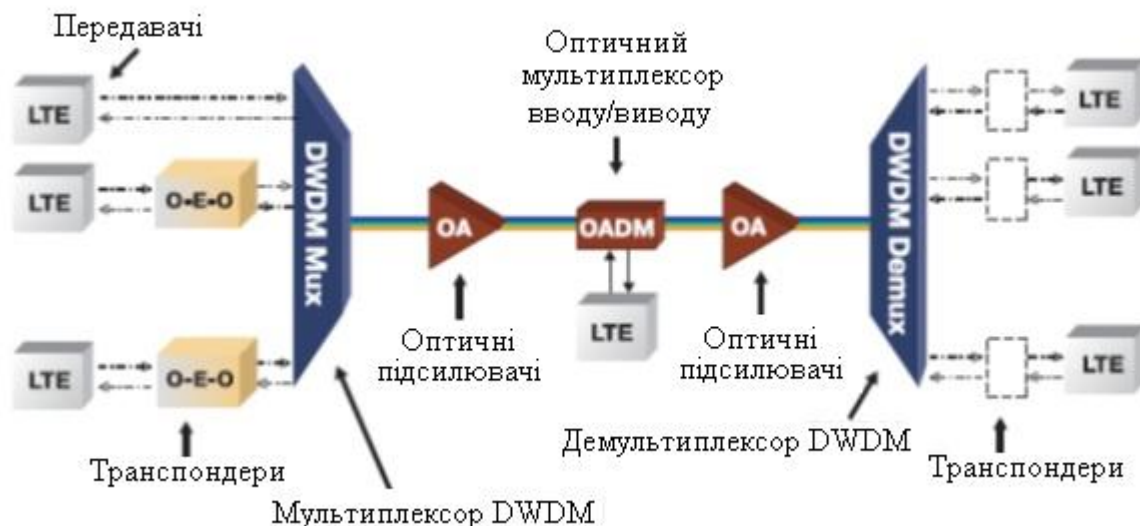 Передавачі
Оптичний
мультиплексор
вводу/виводу
LTE
LTE
LTE
O-E-O
O-E-O
DWDM Mux
OA
OADM
LTE
OA
DWDM Demux
LTE
LTE
LTE
Оптичні
підсилювачі
Оптичні
підсилювачі
Демультиплексор DWDM
Транспондери
Транспондери
Мультиплексор DWDM